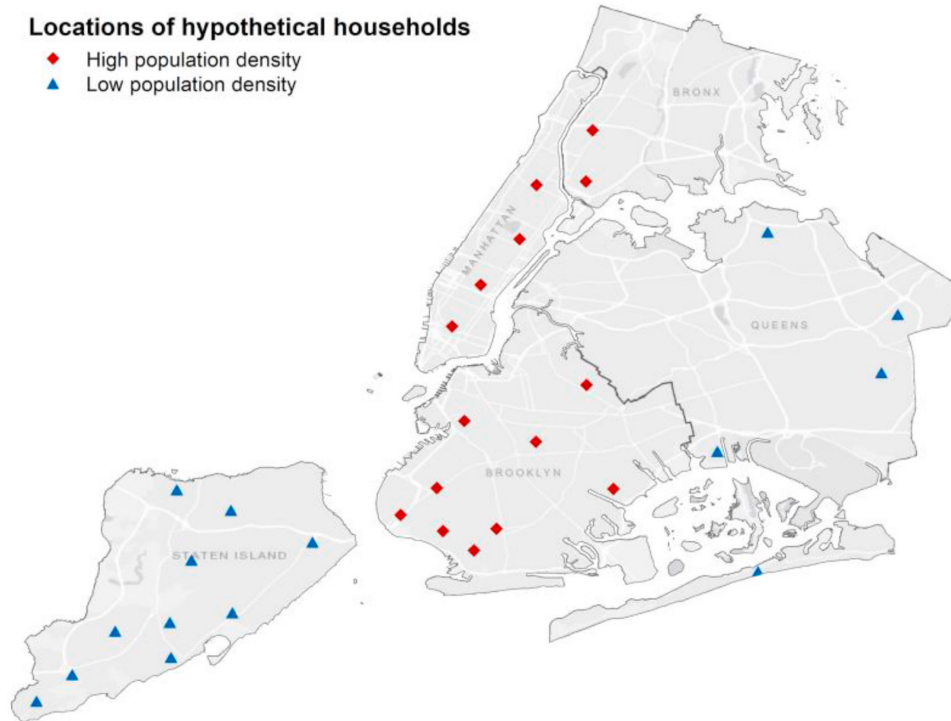 Locations of hypothetical households
High population density
Low population density
BRONX
MANHATTAN
QUEENS
BROOKLYN
STATEN ISLAND